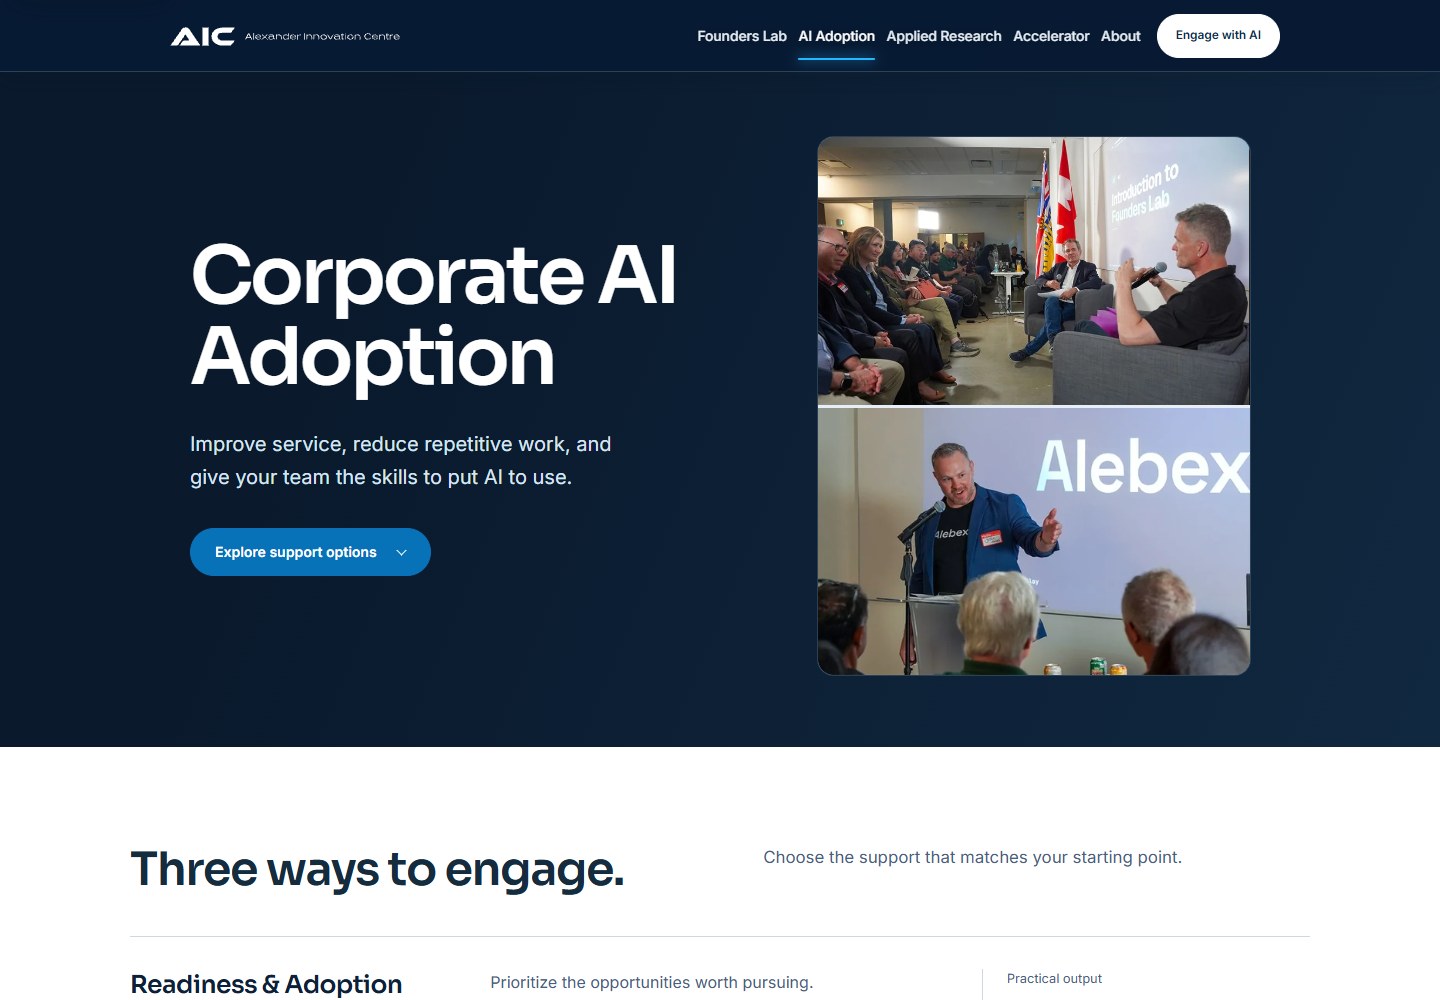 AIC Alexander Innovation Centre
Founders Lab AI Adoption Applied Research Accelerator About Engage with AI
Introduction to
Founders Lab
Corporate AI
Adoption
Improve service, reduce repetitive work, and
give your team the skills to put AI to use.
Explore support options
Alebex
Alebex
Three ways to engage.
Choose the support that matches your starting point.
Readiness & Adoption
Prioritize the opportunities worth pursuing.
Practical output